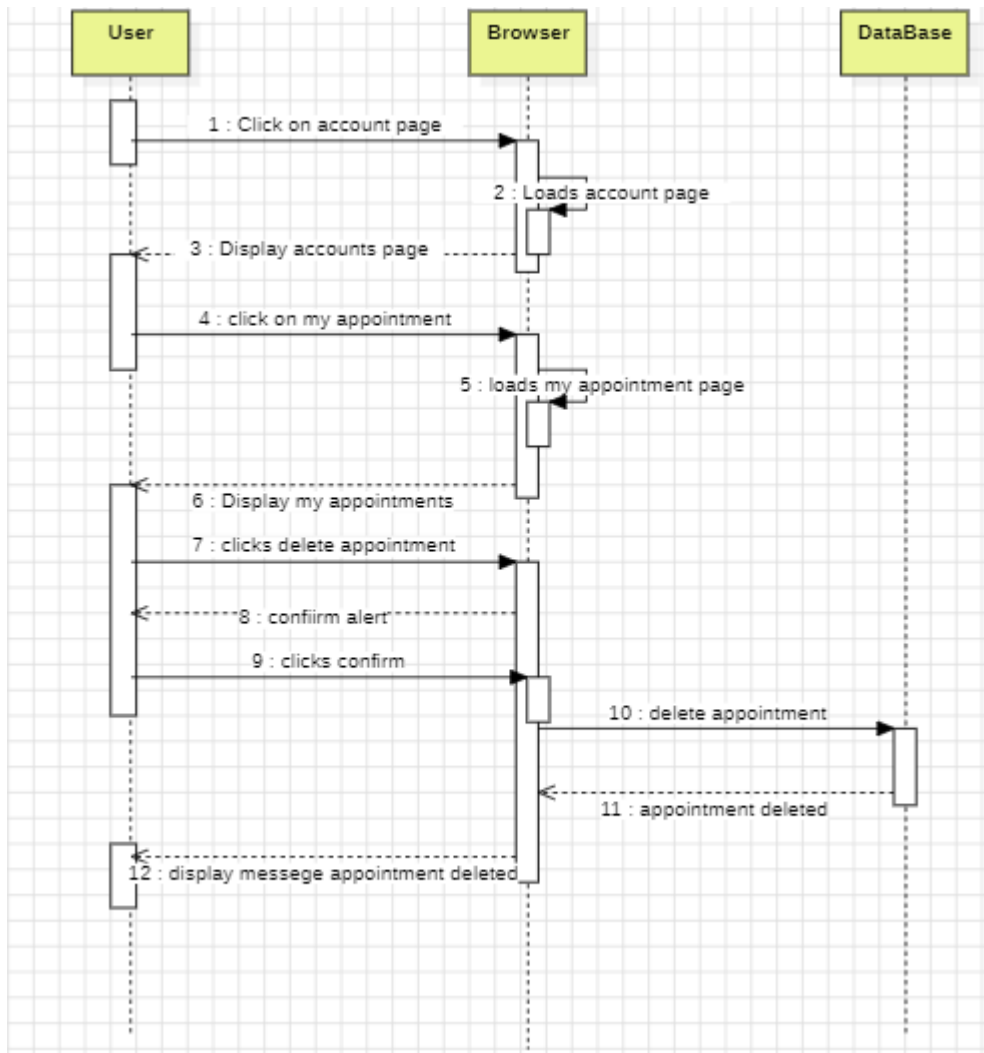 User
Browser
DataBase
1 : Click on account page
2 : Loads account page
3 : Display accounts page
4 : click on my appointment
5 : loads my appointment page
6 : Display my appointments
7 : clicks delete appointment
8 : confiirm alert
9 : clicks confirm
10 : delete appointment
11 : appointment deleted
12 : display messege appointment deleted